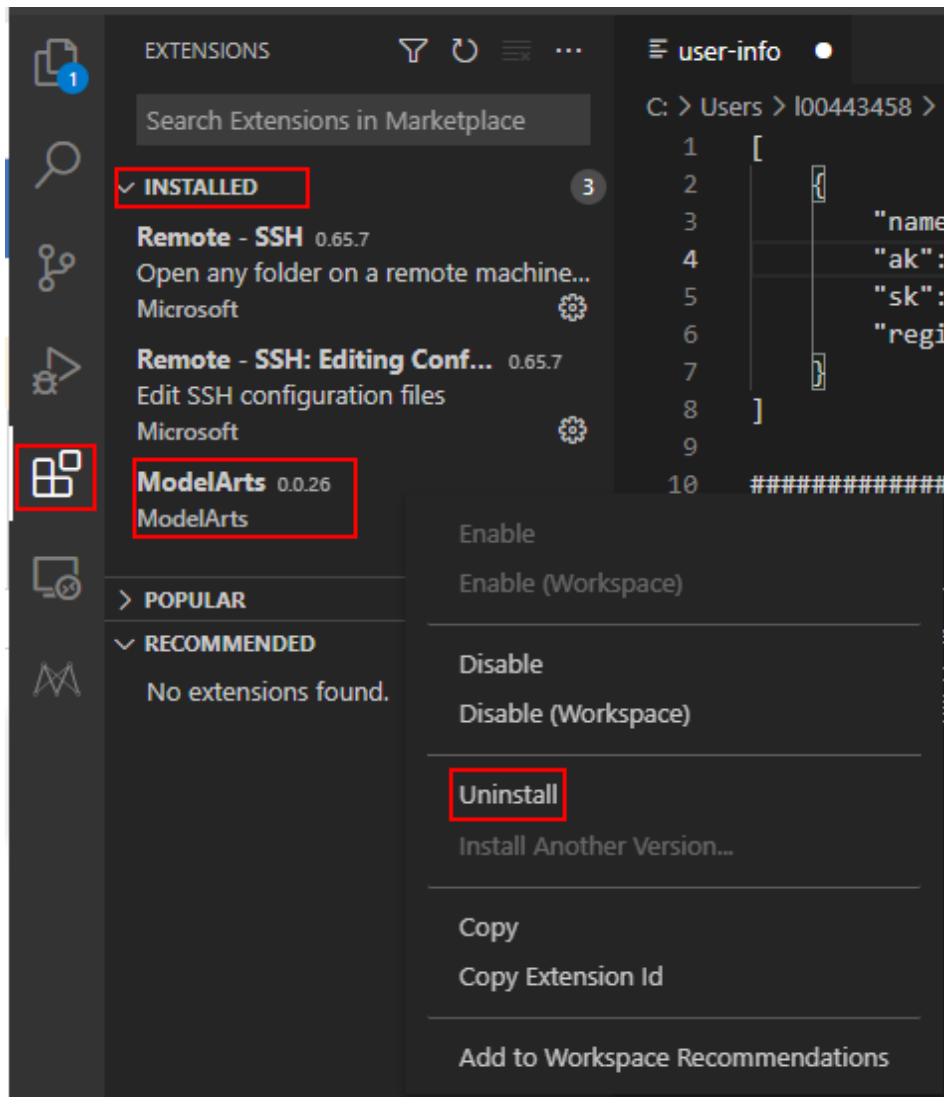 EXTENSIONS
Search Extensions in Marketplace
INSTALLED
3
Remote - SSH 0.65.7
Open any folder on a remote machine...
Microsoft
Remote - SSH: Editing Conf... 0.65.7
Edit SSH configuration files
Microsoft
ModelArts 0.0.26
ModelArts
POPULAR
RECOMMENDED
No extensions found.
1
user-info
C: > Users > l00443458 >
1 [
2 {
3 "name
4 "ak":
5 "sk":
6 "regi
7 }
8 ]
9
10 #############
Enable
Enable (Workspace)
Disable
Disable (Workspace)
Uninstall
Install Another Version...
Copy
Copy Extension Id
Add to Workspace Recommendations